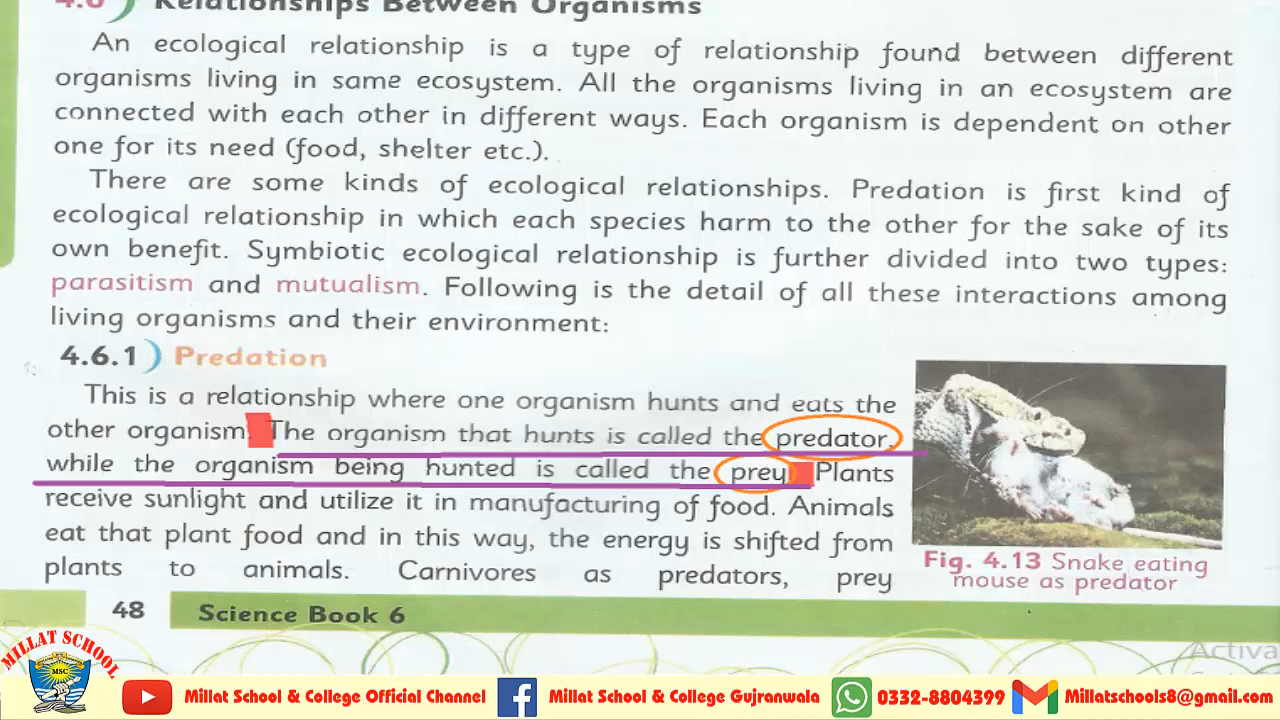 4.6 Relationships Between Organisms
An ecological relationship is a type of relationship found between different
organisms living in same ecosystem. All the organisms living in an ecosystem are
connected with each other in different ways. Each organism is dependent on other
one for its need (food, shelter etc.).
There are some kinds of ecological relationships. Predation is first kind of
ecological relationship in which each species harm to the other for the sake of its
own benefit. Symbiotic ecological relationship is further divided into two types:
parasitism and mutualism. Following is the detail of all these interactions among
living organisms and their environment:
4.6.1 Predation
This is a relationship where one organism hunts and eats the
other organism. The organism that hunts is called the predator,
while the organism being hunted is called the prey. Plants
receive sunlight and utilize it in manufacturing of food. Animals
eat that plant food and in this way, the energy is shifted from
plants to animals. Carnivores as predators, prey
Fig. 4.13 Snake eating
mouse as predator
48 Science Book 6
Activa
MILLAT SCHOOL
MSC
Millat School & College Official Channel
Millat School & College Gujranwala
0332-8804399
Millatschools8@gmail.com